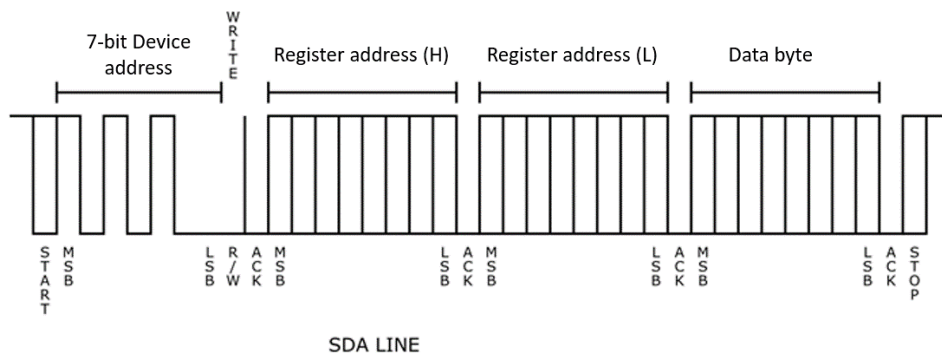 WRITE
7-bit Device
address
Register address (H)
Register address (L)
Data byte
START
MSB
LSB
R/W
ACK
MSB
LSB
ACK
MSB
LSB
ACK
MSB
LSB
ACK
STOP
SDA LINE